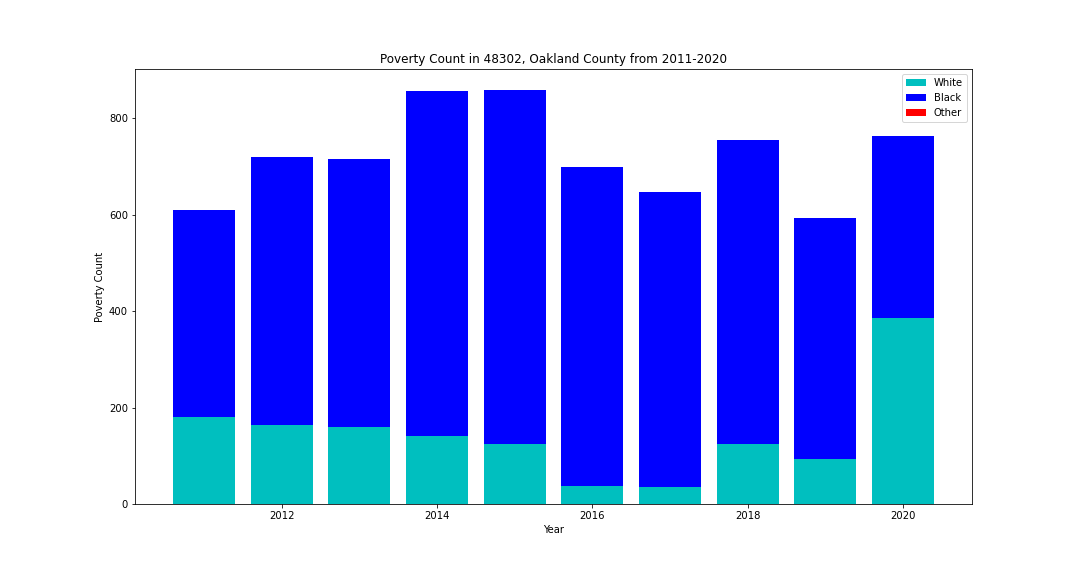 Poverty Count in 48302, Oakland County from 2011-2020
White
Black
Other
800
600
400
200
0
Poverty Count
2012
2014
2016
2018
2020
Year